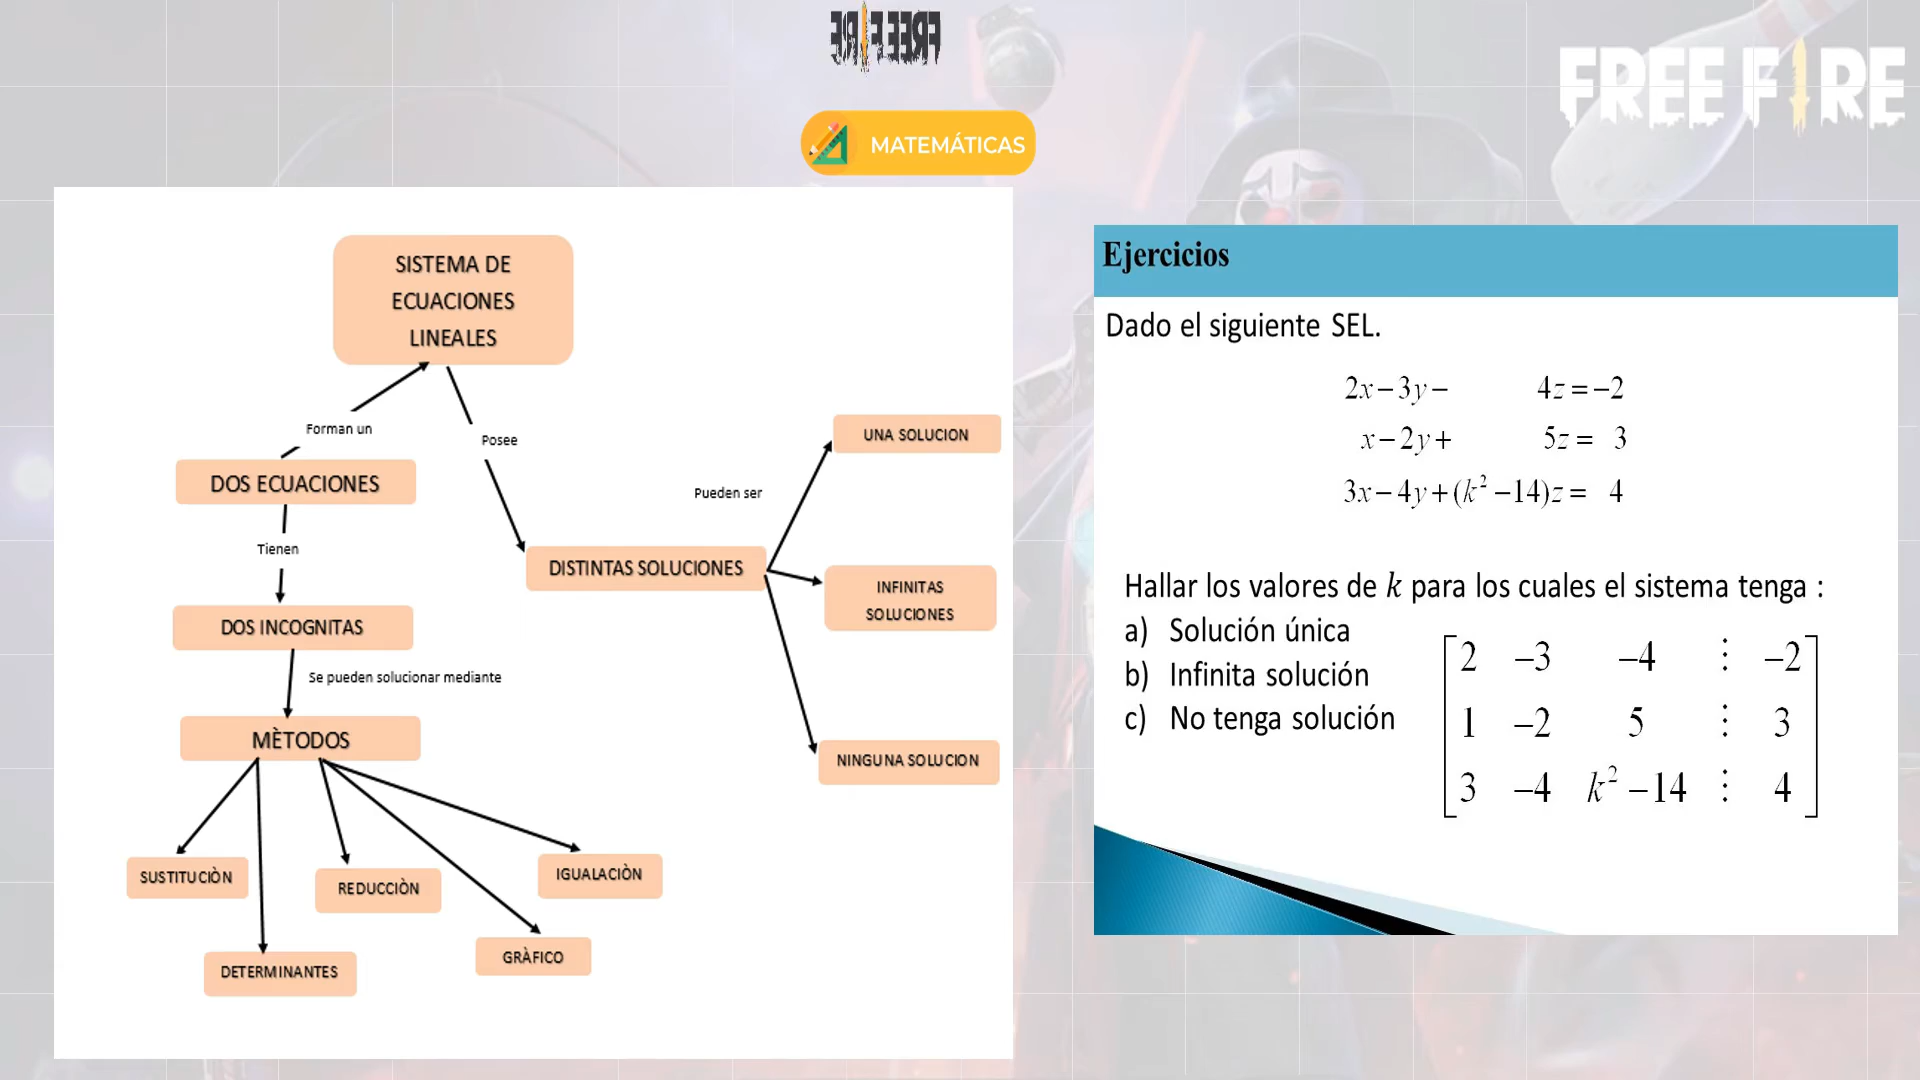 FREE FIRE
FREE FIRE
MATEMÁTICAS
SISTEMA DE
ECUACIONES
LINEALES
Forman un
Posee
DOS ECUACIONES
Tienen
DOS INCOGNITAS
Se pueden solucionar mediante
MÈTODOS
SUSTITUCIÒN
REDUCCIÒN
IGUALACIÒN
DETERMINANTES
GRÀFICO
DISTINTAS SOLUCIONES
Pueden ser
UNA SOLUCION
INFINITAS
SOLUCIONES
NINGUNA SOLUCION
Ejercicios
Dado el siguiente SEL.
2x−3y− 4z=−2
x−2y+ 5z= 3
3x−4y+(k²−14)z= 4
Hallar los valores de k para los cuales el sistema tenga :
a) Solución única
b) Infinita solución
c) No tenga solución
2 −3 −4 ⋮ −2
1 −2 5 ⋮ 3
3 −4 k²−14 ⋮ 4